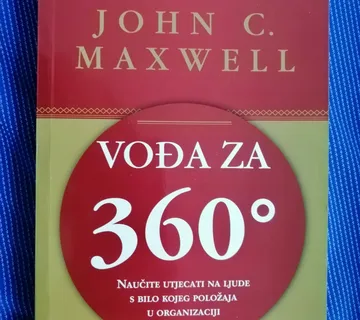 JOHN C.
MAXWELL
VOĐA ZA
360°
NAUČITE UTJECATI NA LJUDE
S BILO KOJEG POLOŽAJA
U ORGANIZACIJI